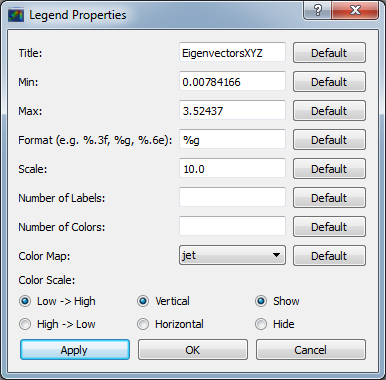 Legend Properties
Title: EigenvectorsXYZ Default
Min: 0.00784166 Default
Max: 3.52437 Default
Format (e.g. %.3f, %g, %.6e): %g Default
Scale: 10.0 Default
Number of Labels: Default
Number of Colors: Default
Color Map: jet Default
Color Scale:
Low -> High Vertical Show
High -> Low Horizontal Hide
Apply OK Cancel